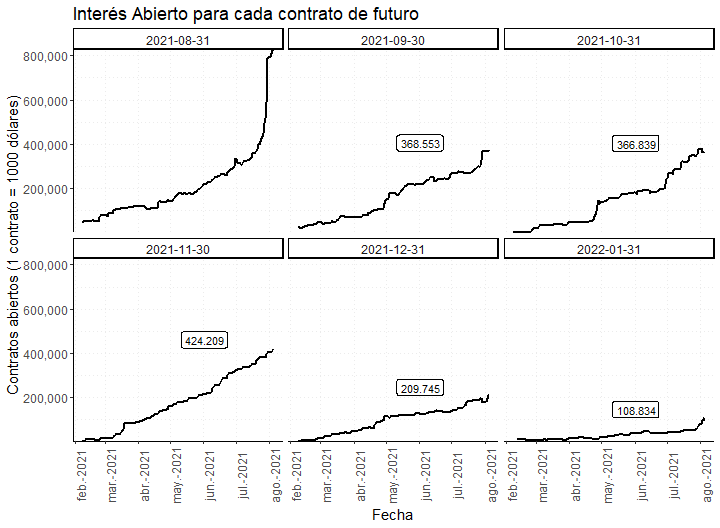 Interés Abierto para cada contrato de futuro
Contratos abiertos (1 contrato = 1000 dólares)
2021-08-31
2021-09-30
2021-10-31
800,000
600,000
400,000
200,000
368.553
366.839
2021-11-30
2021-12-31
2022-01-31
800,000
600,000
400,000
200,000
424.209
209.745
108.834
feb.-2021
mar.-2021
abr.-2021
may.-2021
jun.-2021
jul.-2021
ago.-2021
feb.-2021
mar.-2021
abr.-2021
may.-2021
jun.-2021
jul.-2021
ago.-2021
feb.-2021
mar.-2021
abr.-2021
may.-2021
jun.-2021
jul.-2021
ago.-2021
Fecha